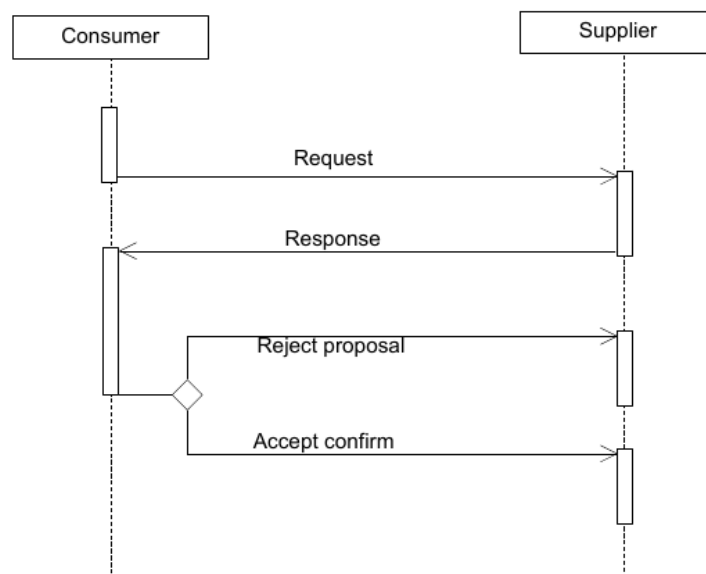 Consumer
Supplier
Request
Response
Reject proposal
Accept confirm